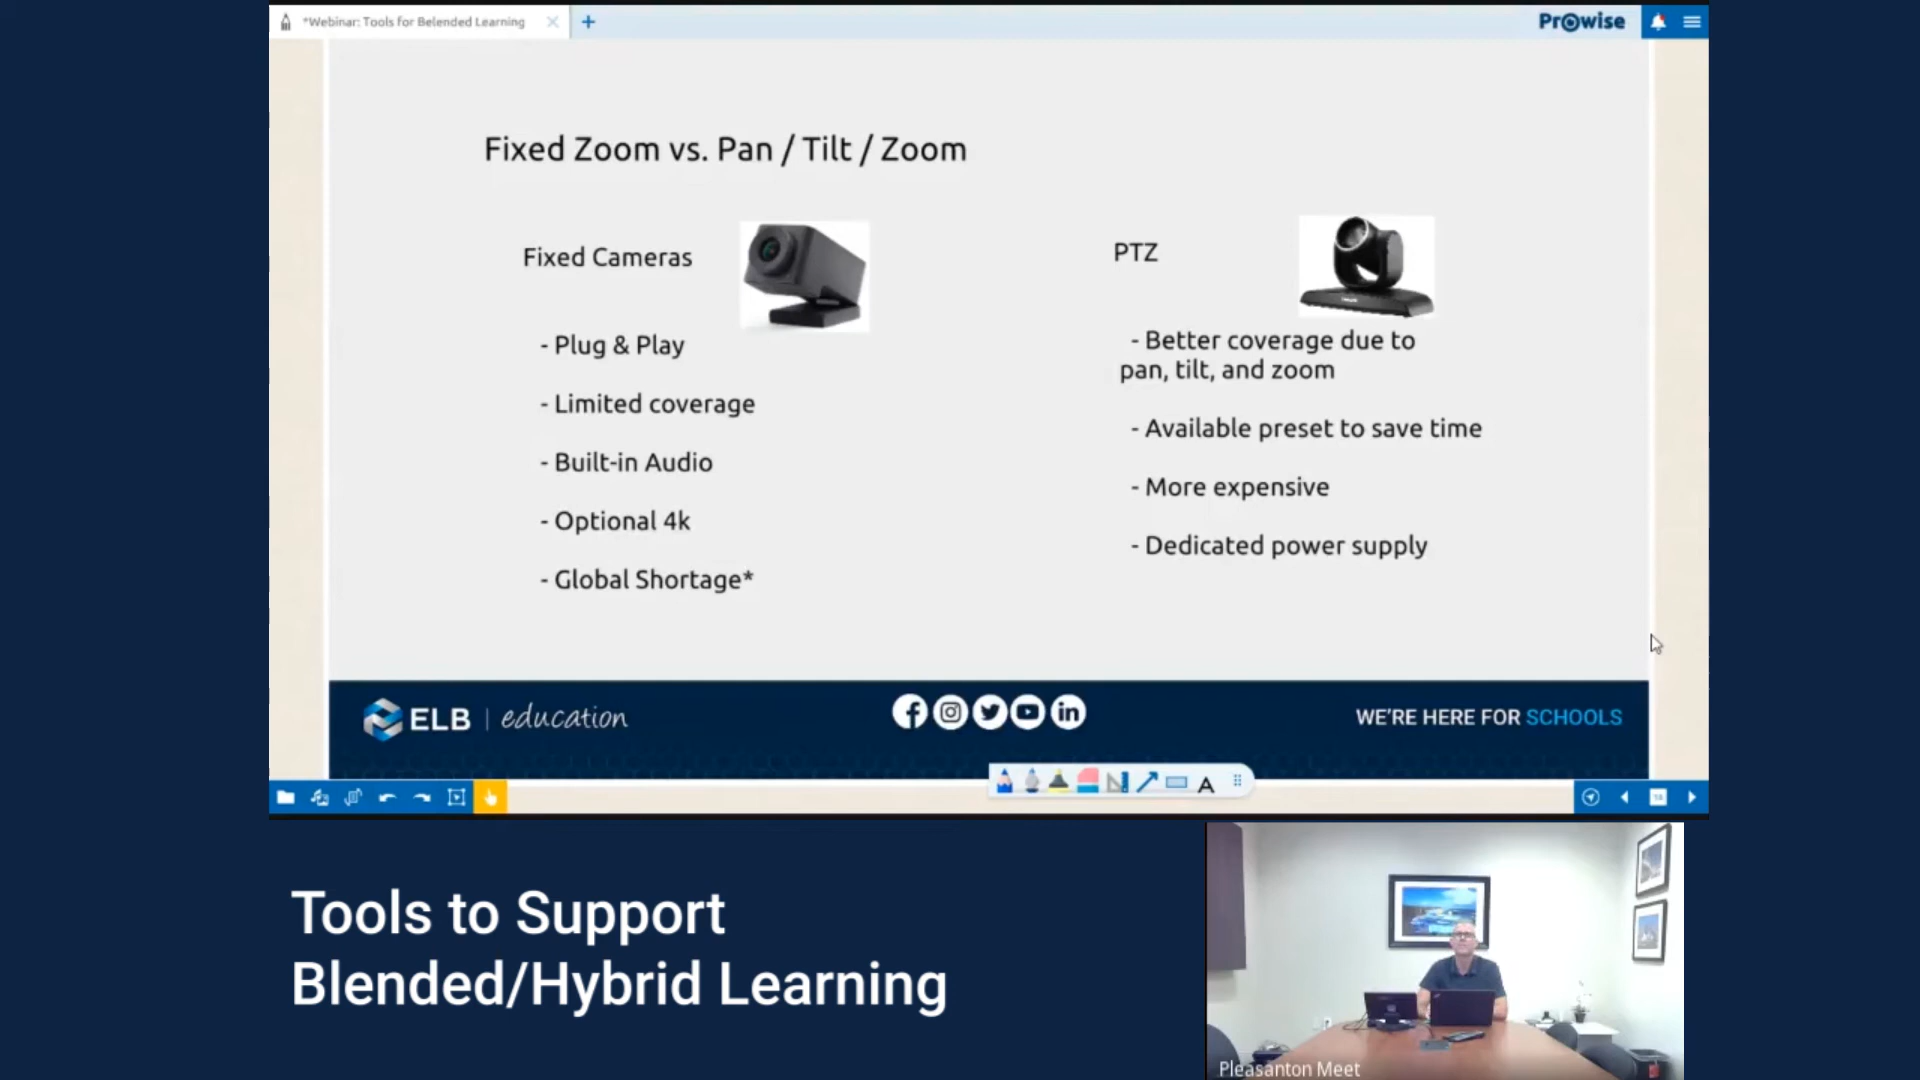 *Webinar: Tools for Belended Learning
Prowise
Fixed Zoom vs. Pan / Tilt / Zoom
Fixed Cameras
- Plug & Play
- Limited coverage
- Built-in Audio
- Optional 4k
- Global Shortage*
PTZ
- Better coverage due to
pan, tilt, and zoom
- Available preset to save time
- More expensive
- Dedicated power supply
ELB | education
WE'RE HERE FOR SCHOOLS
A
Tools to Support
Blended/Hybrid Learning
Pleasanton Meet